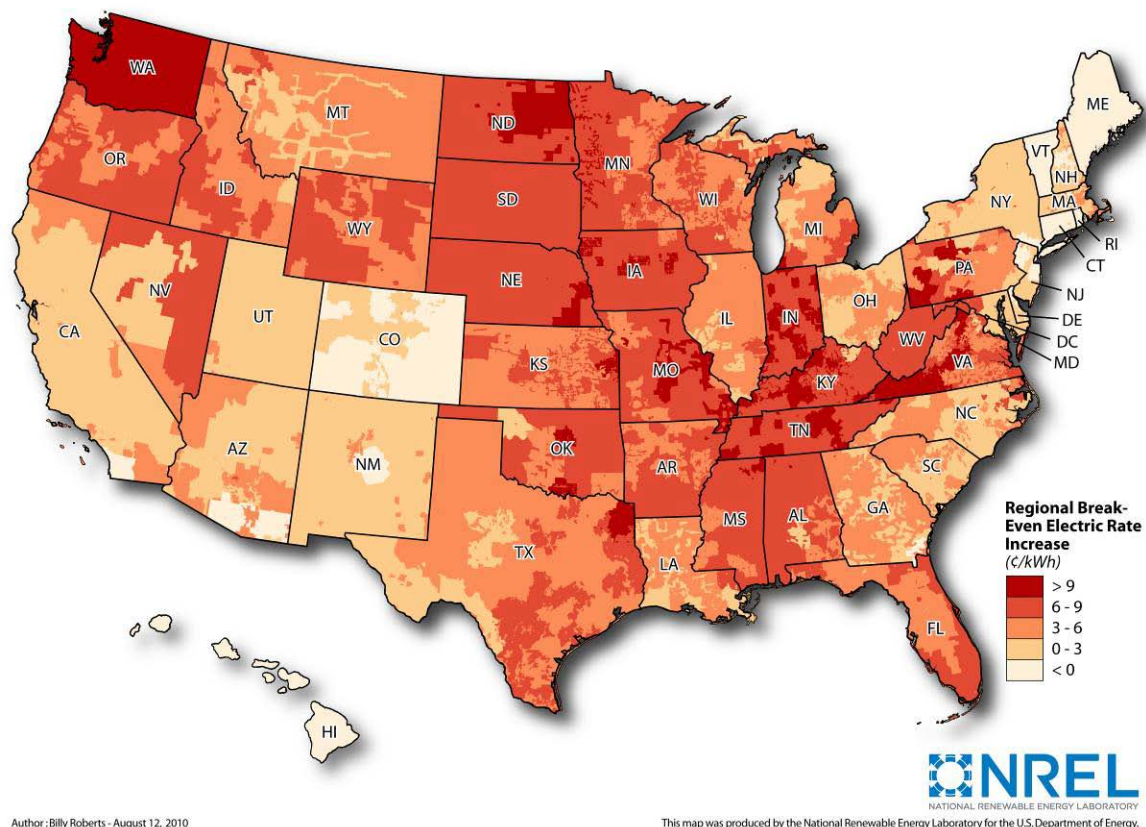 WA
MT
ND
ME
OR
ID
MN
VT
NH
SD
WI
NY
MA
WY
MI
RI
CT
IA
PA
NE
NJ
NV
OH
DE
UT
IL
IN
DC
CO
WV
MD
CA
KS
MO
VA
KY
NC
TN
OK
AZ
NM
AR
SC
MS
AL
GA
TX
LA
FL
HI
Regional Break-
Even Electric Rate
Increase
(¢/kWh)
> 9
6 - 9
3 - 6
0 - 3
< 0
NREL
NATIONAL RENEWABLE ENERGY LABORATORY
Author : Billy Roberts - August 12, 2010
This map was produced by the National Renewable Energy Laboratory for the U.S. Department of Energy.